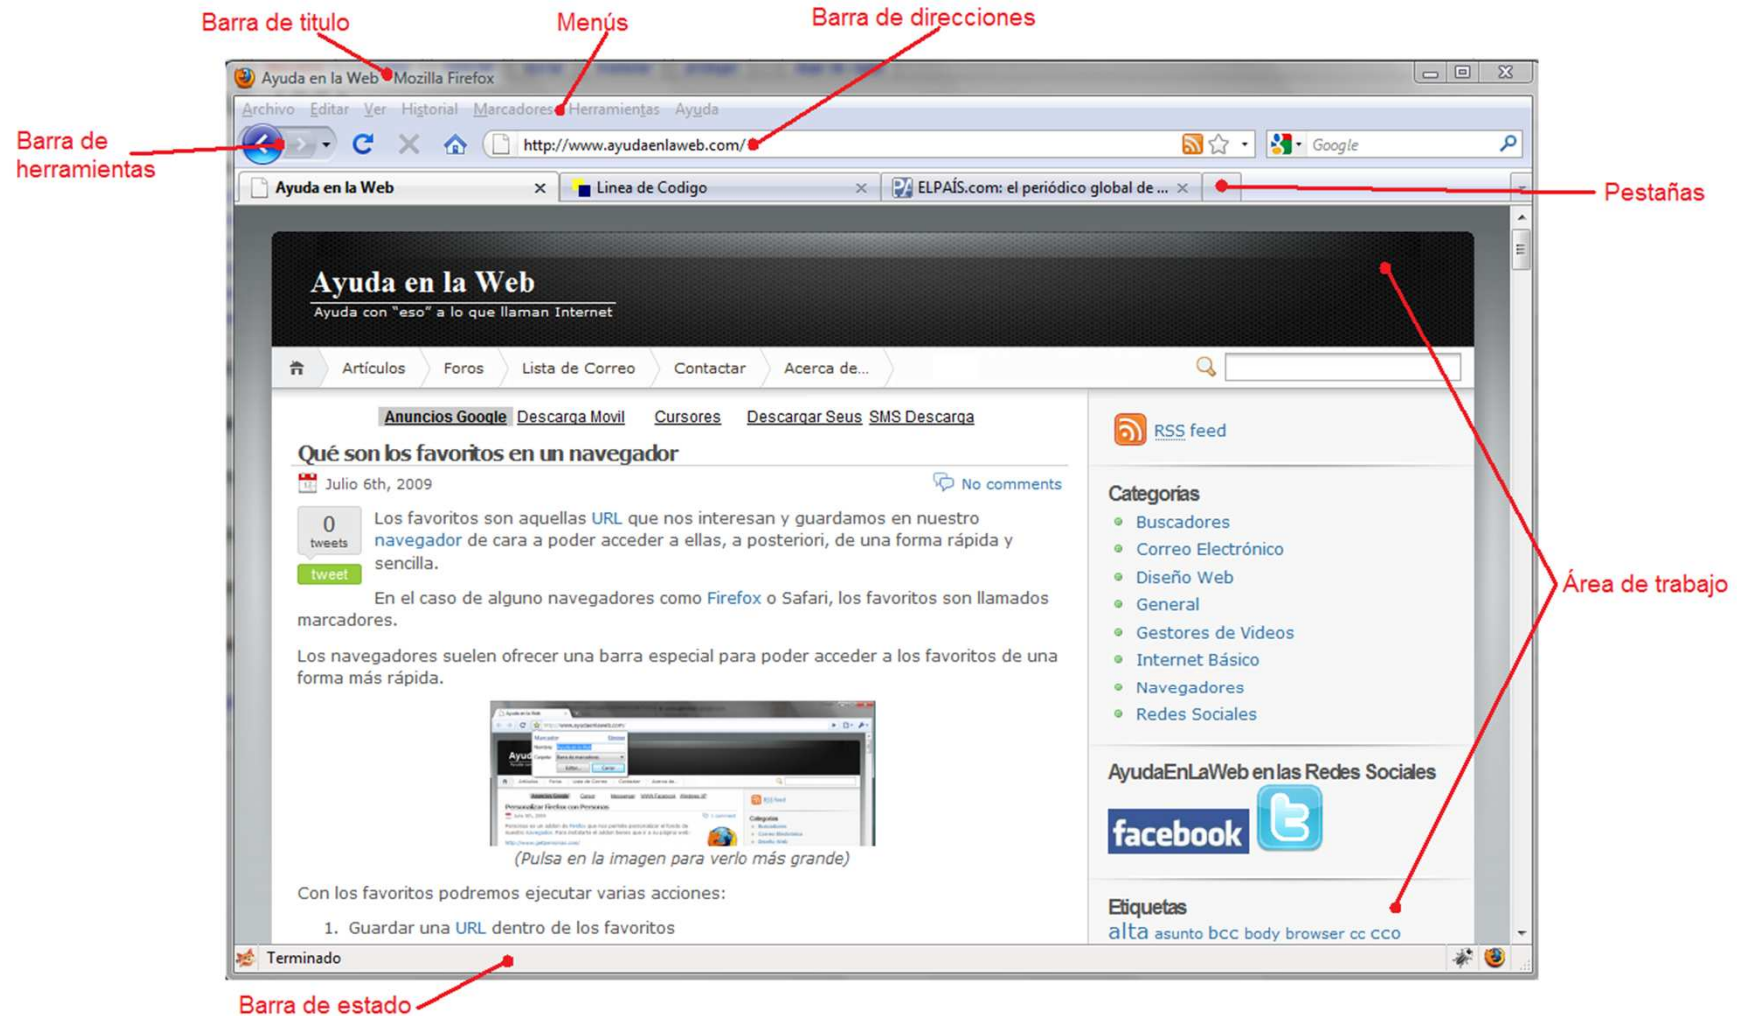 Barra de titulo
Menús
Barra de direcciones
Ayuda en la Web - Mozilla Firefox
Archivo Editar Ver Historial Marcadores Herramientas Ayuda
Barra de
herramientas
http://www.ayudaenlaweb.com/
Google
Ayuda en la Web
Linea de Codigo
ELPAÍS.com: el periódico global de ...
Pestañas
Ayuda en la Web
Ayuda con "eso" a lo que llaman Internet
Artículos Foros Lista de Correo Contactar Acerca de...
Anuncios Google Descarga Movil Cursores Descargar Seus SMS Descarga
RSS feed
Qué son los favoritos en un navegador
Julio 6th, 2009
No comments
0
tweets
tweet
Los favoritos son aquellas URL que nos interesan y guardamos en nuestro
navegador de cara a poder acceder a ellas, a posteriori, de una forma rápida y
sencilla.
En el caso de alguno navegadores como Firefox o Safari, los favoritos son llamados
marcadores.
Los navegadores suelen ofrecer una barra especial para poder acceder a los favoritos de una
forma más rápida.
Ayuda en la Web
Personalizar Firefox con Personas
(Pulsa en la imagen para verlo más grande)
Con los favoritos podremos ejecutar varias acciones:
1. Guardar una URL dentro de los favoritos
Categorías
Buscadores
Correo Electrónico
Diseño Web
General
Gestores de Videos
Internet Básico
Navegadores
Redes Sociales
Área de trabajo
AyudaEnLaWeb en las Redes Sociales
facebook
Etiquetas
alta asunto bcc body browser cc cco
Terminado
Barra de estado